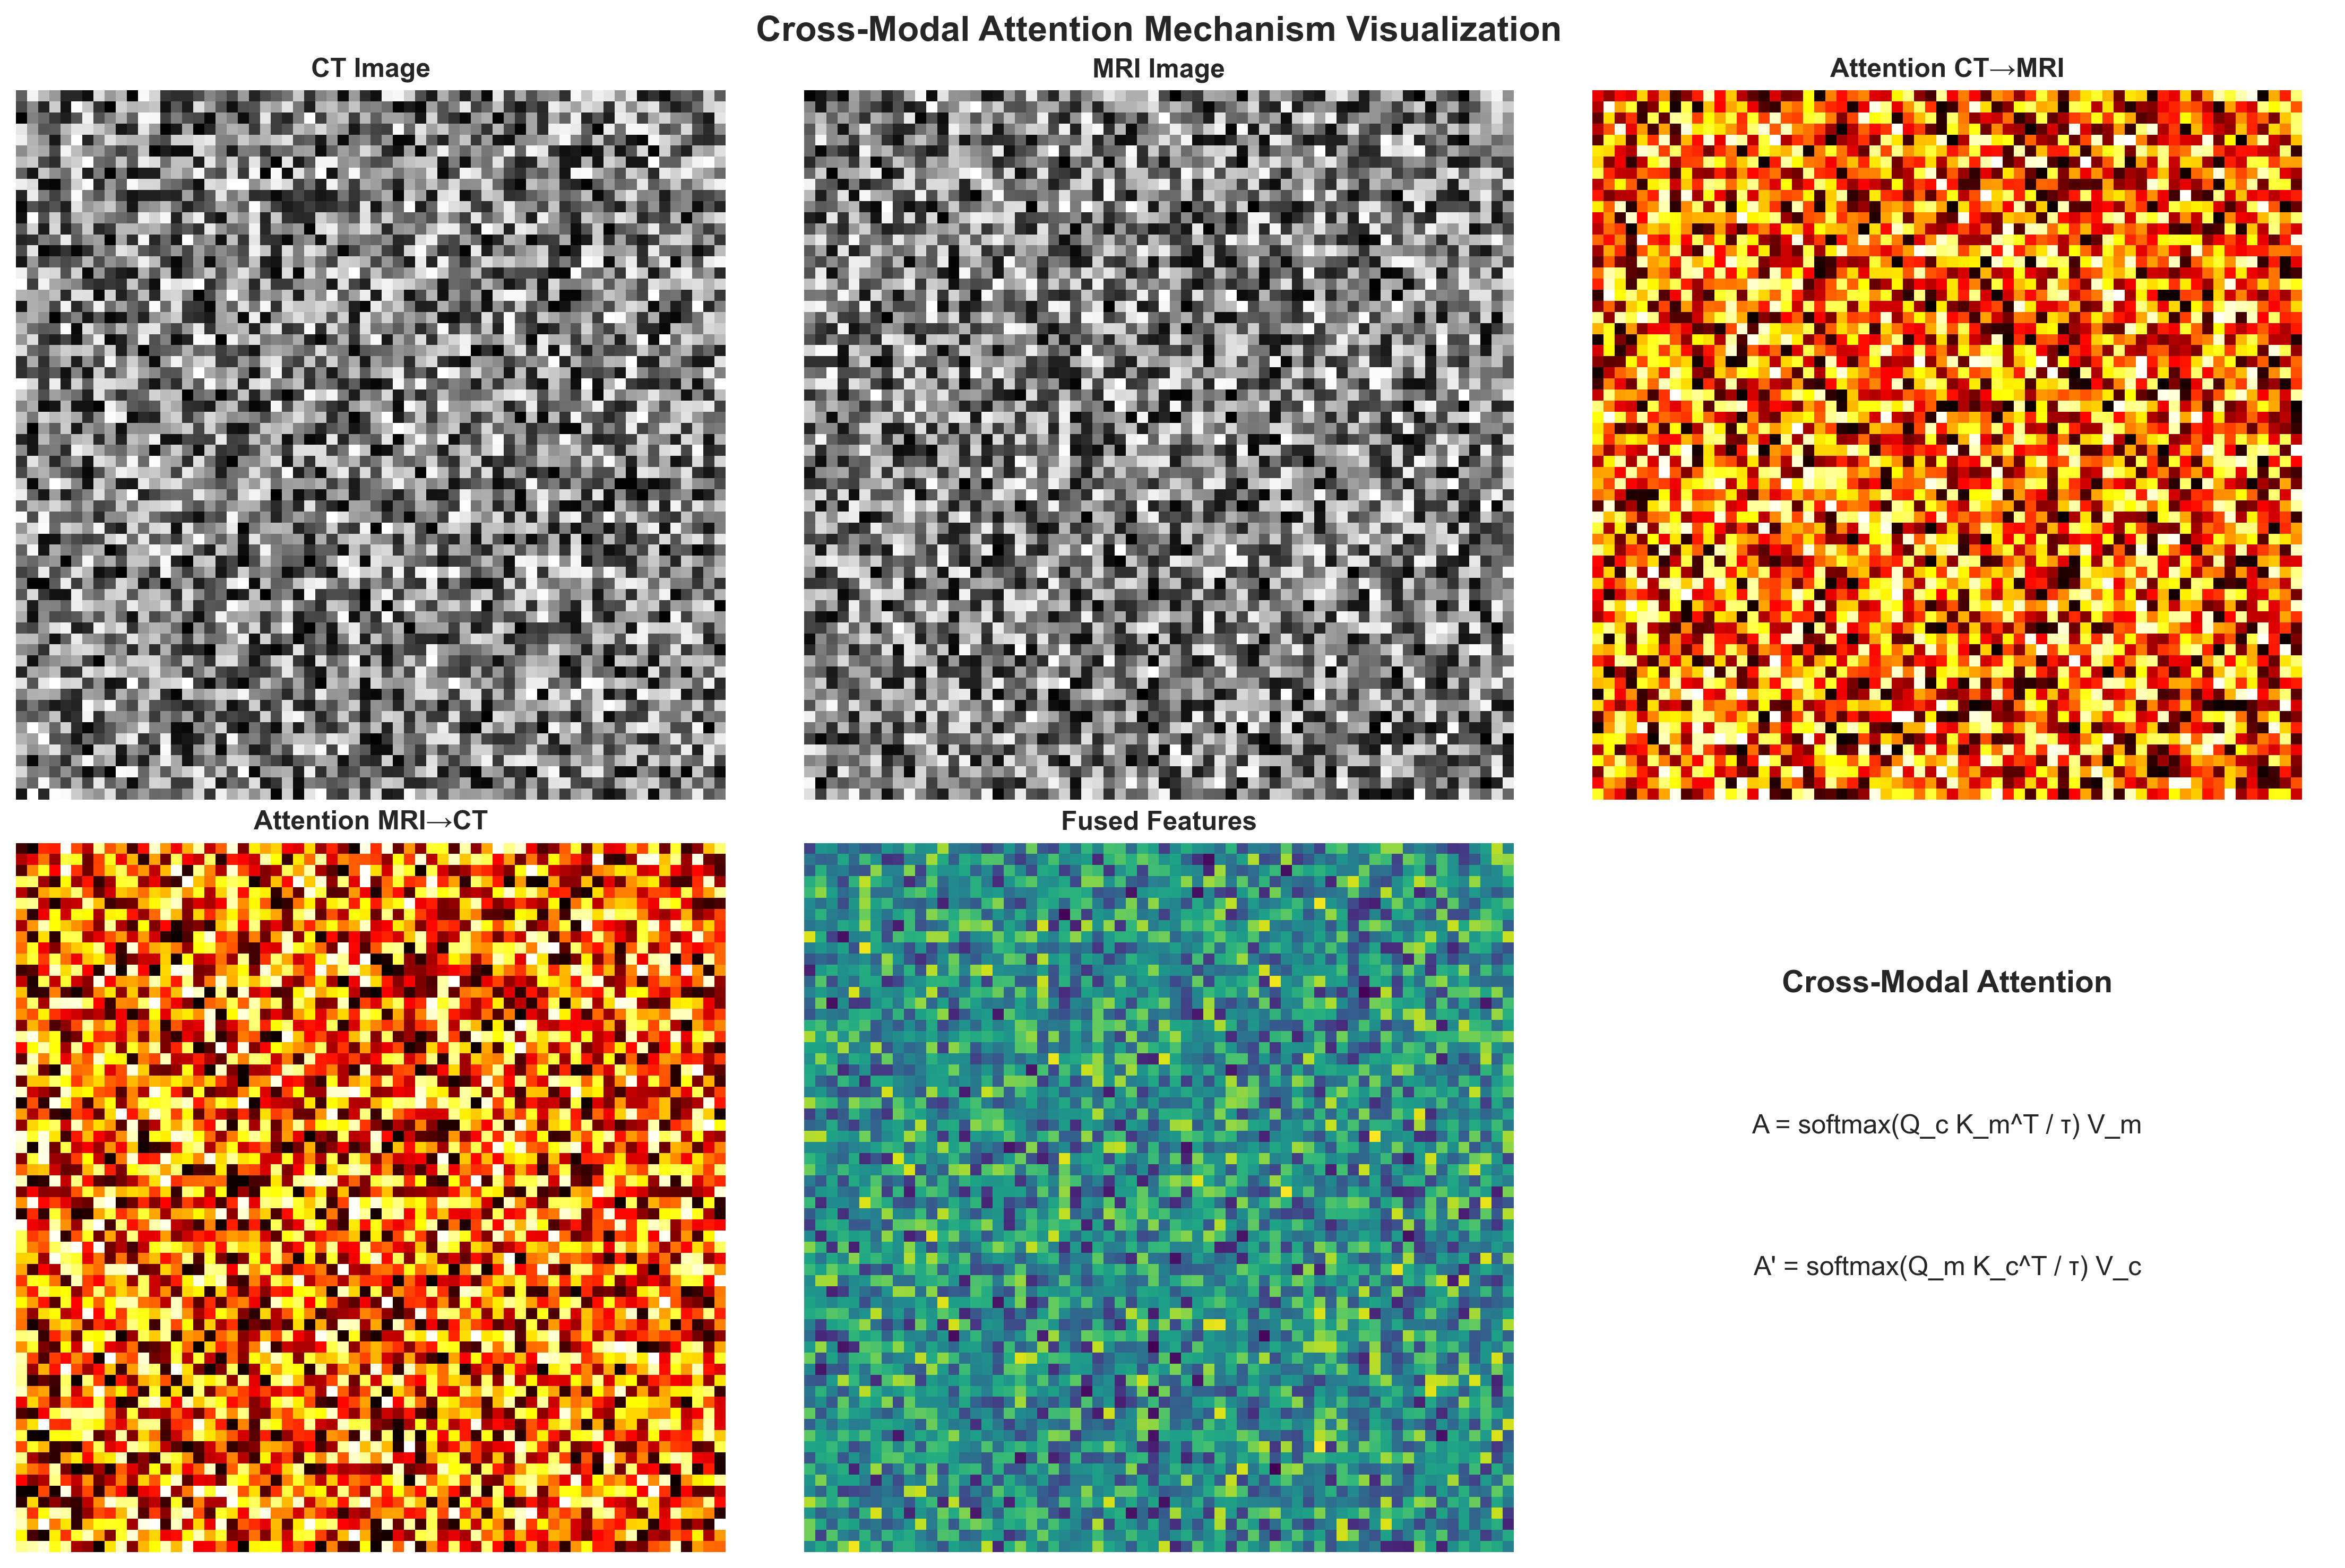 Cross-Modal Attention Mechanism Visualization
CT Image
MRI Image
Attention CT→MRI
Attention MRI→CT
Fused Features
Cross-Modal Attention
A = softmax(Q_c K_m^T / τ) V_m
A' = softmax(Q_m K_c^T / τ) V_c